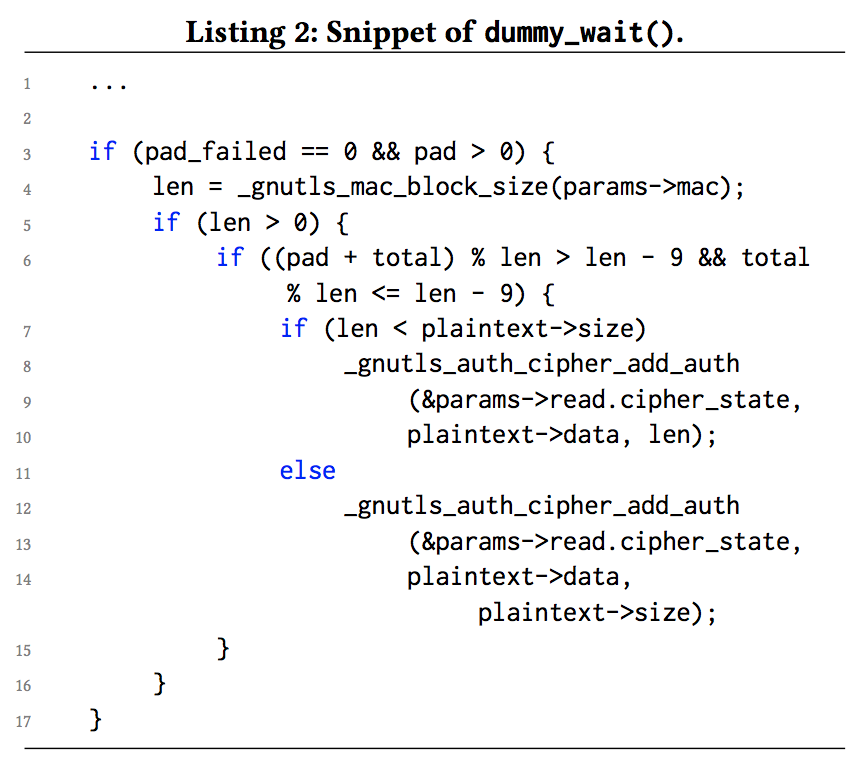 Listing 2: Snippet of dummy_wait().
1 ...
2
3 if (pad_failed == 0 && pad > 0) {
4 len = _gnutls_mac_block_size(params->mac);
5 if (len > 0) {
6 if ((pad + total) % len > len - 9 && total
% len <= len - 9) {
7 if (len < plaintext->size)
8 _gnutls_auth_cipher_add_auth
9 (&params->read.cipher_state,
10 plaintext->data, len);
11 else
12 _gnutls_auth_cipher_add_auth
13 (&params->read.cipher_state,
14 plaintext->data,
plaintext->size);
15 }
16 }
17 }